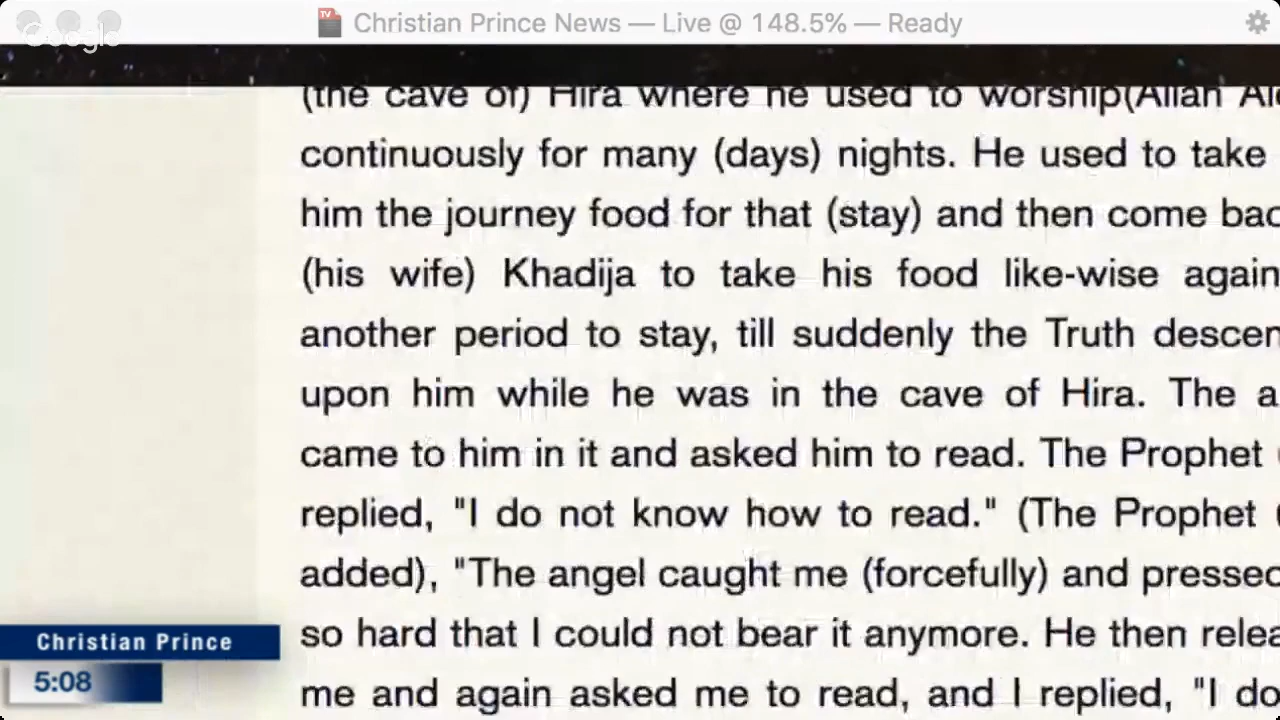 TV
Christian Prince News — Live @ 148.5% — Ready
Google
(the cave of) Hira where he used to worship(Allah
continuously for many (days) nights. He used to take
him the journey food for that (stay) and then come
(his wife) Khadija to take his food like-wise again
another period to stay, till suddenly the Truth
upon him while he was in the cave of Hira. The
came to him in it and asked him to read. The Prophet
replied, "I do not know how to read." (The Prophet
added), "The angel caught me (forcefully) and
so hard that I could not bear it anymore. He then
me and again asked me to read, and I replied, "I do
Christian Prince
5:08